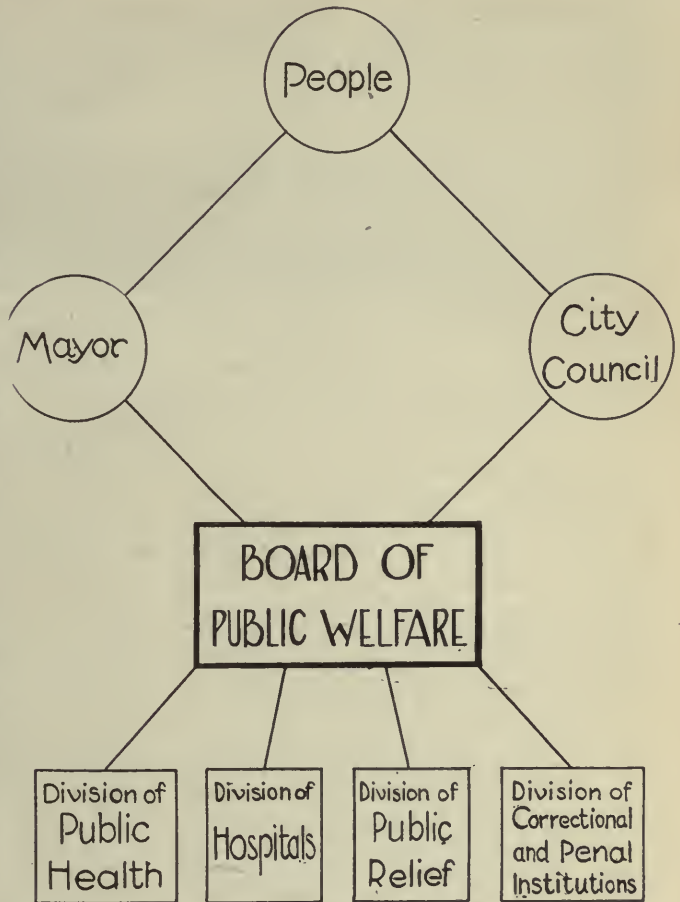 People
Mayor
City
Council
BOARD OF
PUBLIC WELFARE
Division of
Public
Health
Division of
Hospitals
Division of
Public
Relief
Division of
Correctional
and Penal
Institutions